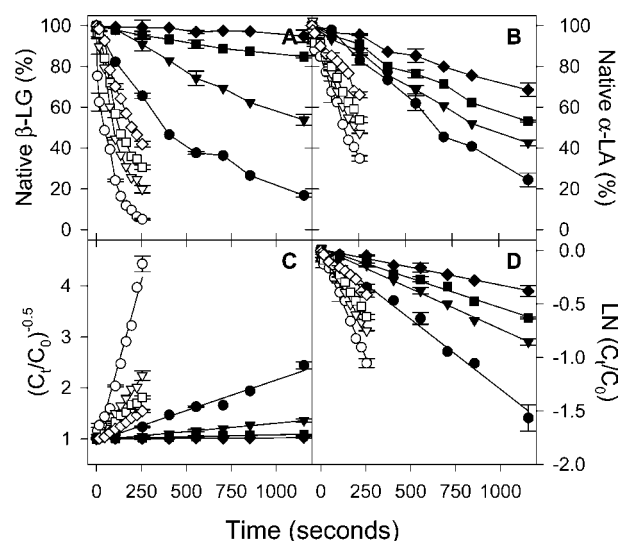 100
80
60
40
20
0
Native β-LG (%)
A
B
100
80
60
40
20
0
Native α-LA (%)
4
3
2
1
(Ct/C0)^-0.5
C
D
0.0
-0.5
-1.0
-1.5
-2.0
LN (Ct/C0)
0 250 500 750 1000 0 250 500 750 1000
Time (seconds)